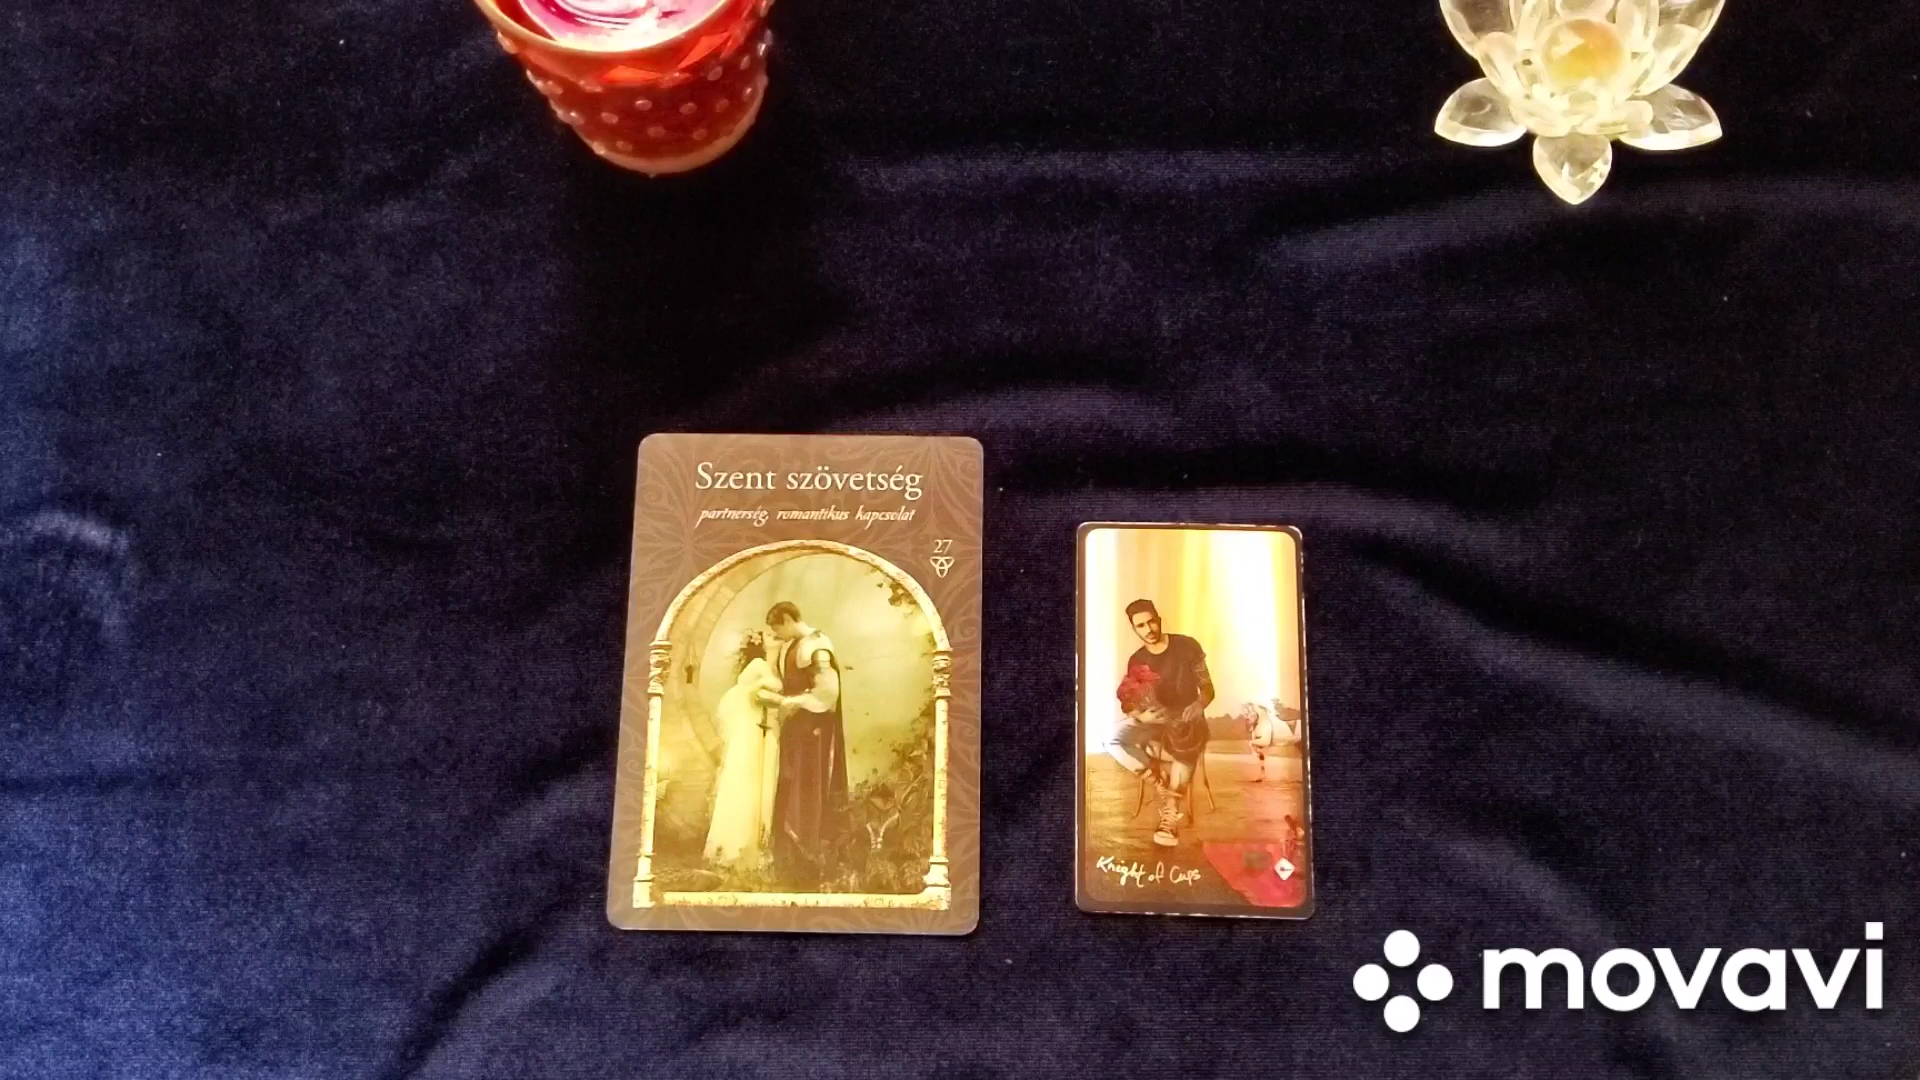 Szent szövetség
partnerség, romantikus kapcsolat
27
Knight of Cups
movavi